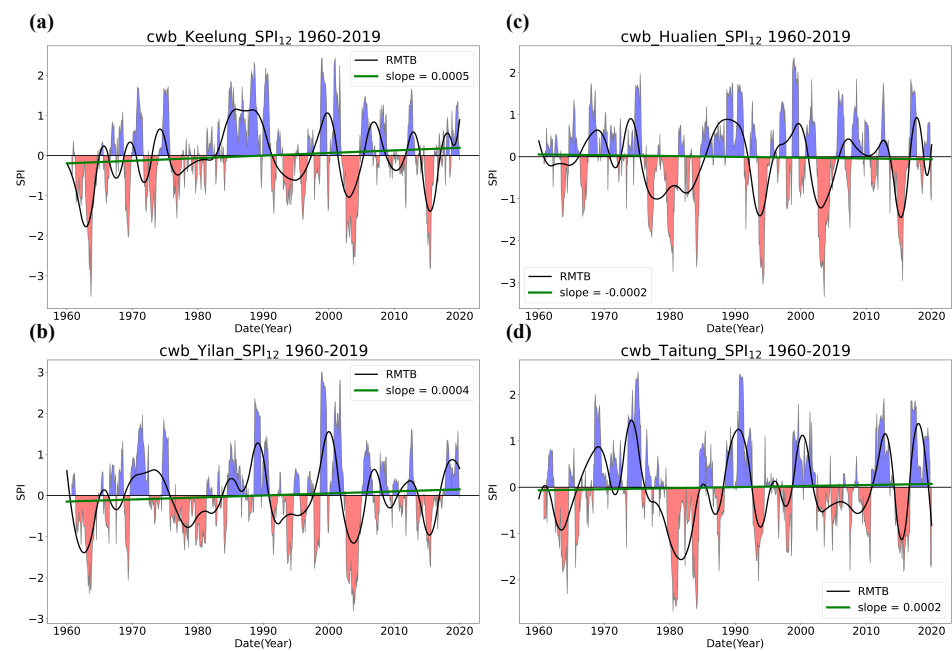 (a)
cwb_Keelung_SPI₁₂ 1960-2019
SPI
2
1
0
−1
−2
−3
RMTB
slope = 0.0005
1960 1970 1980 1990 2000 2010 2020
Date(Year)
(c)
cwb_Hualien_SPI₁₂ 1960-2019
SPI
2
1
0
−1
−2
−3
RMTB
slope = -0.0002
1960 1970 1980 1990 2000 2010 2020
Date(Year)
(b)
cwb_Yilan_SPI₁₂ 1960-2019
SPI
3
2
1
0
−1
−2
−3
RMTB
slope = 0.0004
1960 1970 1980 1990 2000 2010 2020
Date(Year)
(d)
cwb_Taitung_SPI₁₂ 1960-2019
SPI
2
1
0
−1
−2
RMTB
slope = 0.0002
1960 1970 1980 1990 2000 2010 2020
Date(Year)